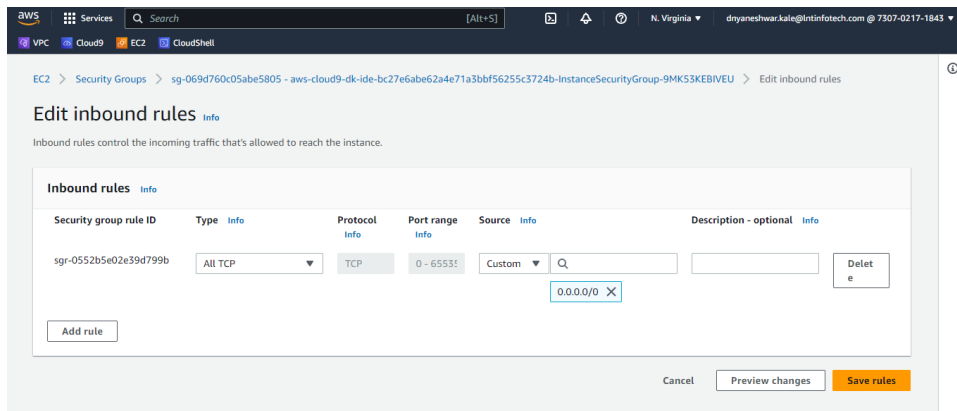 aws Services Search [Alt+S] N. Virginia dnyaneshwar.kale@lntinfotech.com @ 7307-0217-1843
VPC Cloud9 EC2 CloudShell
EC2 > Security Groups > sg-069d760c05abe5805 - aws-cloud9-dk-ide-bc27e6abe62a4e71a3bbf56255c3724b-InstanceSecurityGroup-9MK53KEBIVEU > Edit inbound rules
Edit inbound rules Info
Inbound rules control the incoming traffic that's allowed to reach the instance.
Inbound rules Info
Security group rule ID Type Info Protocol Info Port range Info Source Info Description - optional Info
sgr-0552b5e02e39d799b All TCP TCP 0 - 6553 Custom Delet
e
0.0.0.0/0
Add rule
Cancel Preview changes Save rules